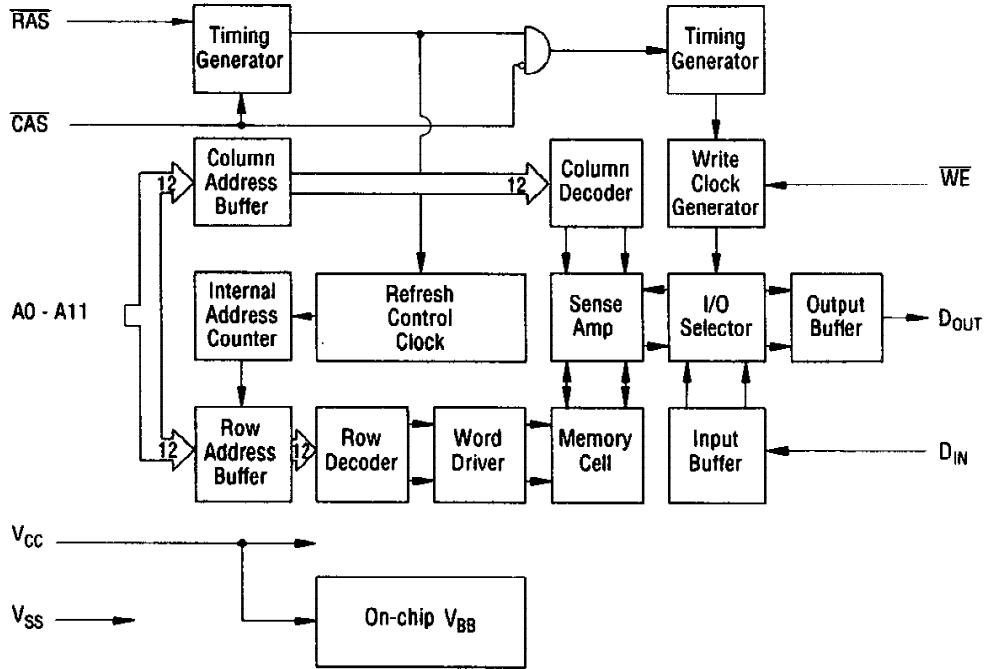 RAS
Timing
Generator
Timing
Generator
CAS
Column
Address
Buffer
12
12
Column
Decoder
Write
Clock
Generator
WE
A0 - A11
Internal
Address
Counter
Refresh
Control
Clock
Sense
Amp
I/O
Selector
Output
Buffer
DOUT
12
Row
Address
Buffer
12
Row
Decoder
Word
Driver
Memory
Cell
Input
Buffer
DIN
VCC
VSS
On-chip VBB